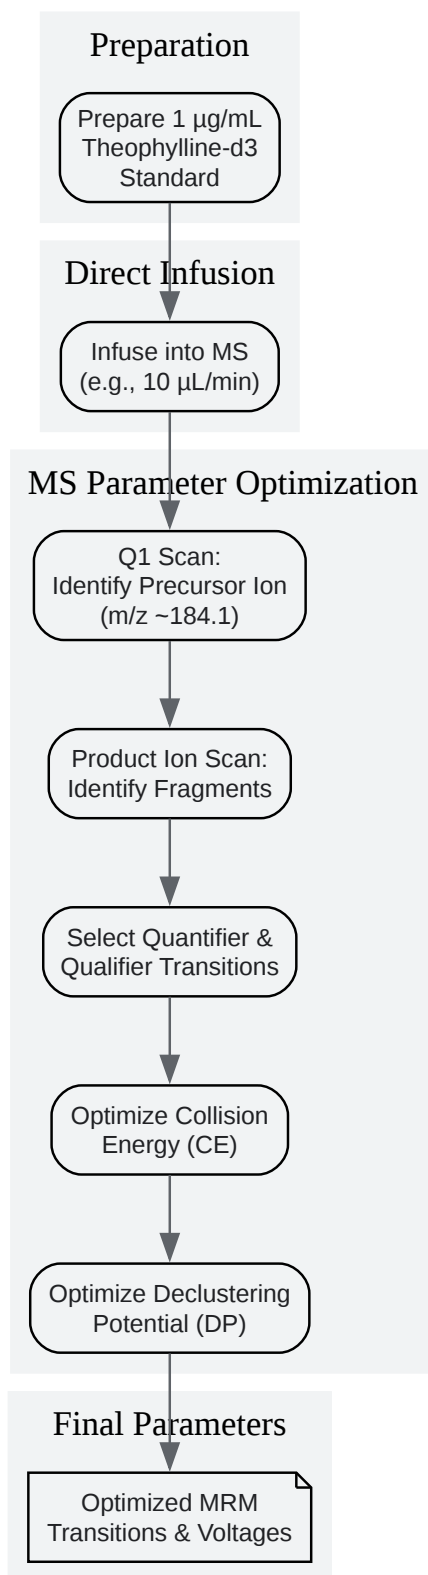 Preparation
Prepare 1 µg/mL
Theophylline-d3
Standard
Direct Infusion
Infuse into MS
(e.g., 10 µL/min)
MS Parameter Optimization
Q1 Scan:
Identify Precursor Ion
(m/z ~184.1)
Product Ion Scan:
Identify Fragments
Select Quantifier &
Qualifier Transitions
Optimize Collision
Energy (CE)
Optimize Declustering
Potential (DP)
Final Parameters
Optimized MRM
Transitions & Voltages